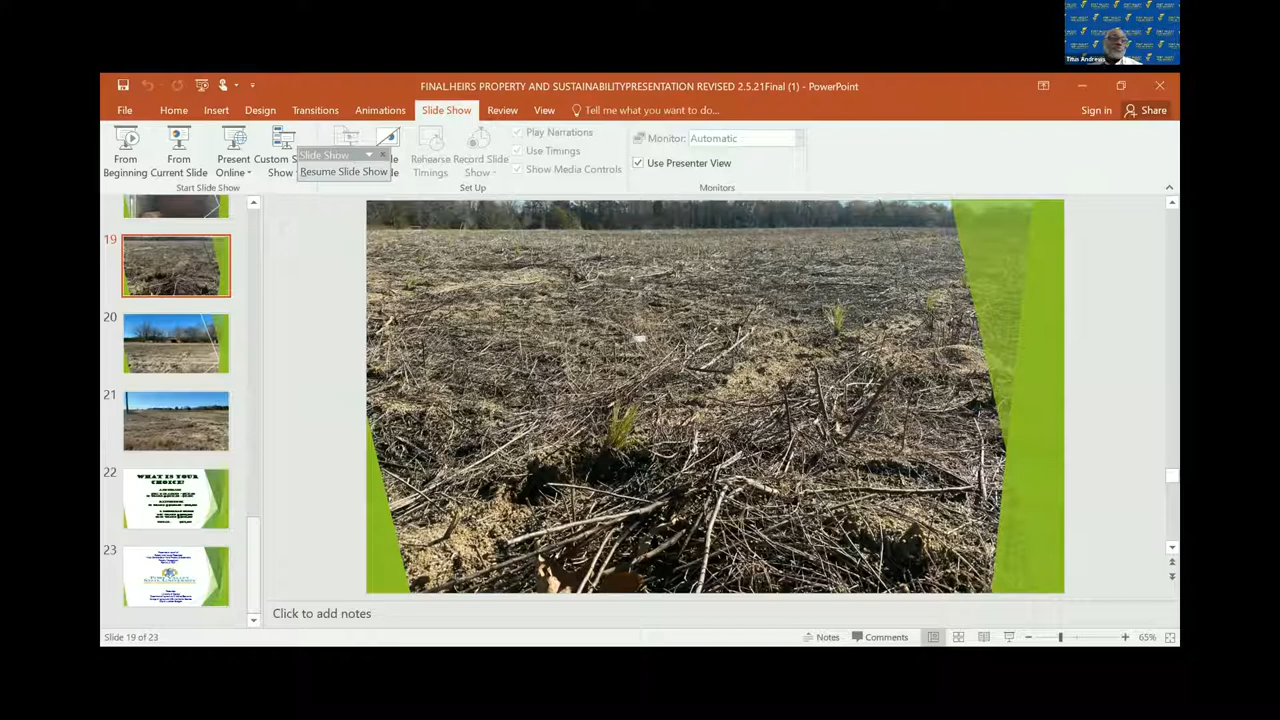 Titus Andrews
FINAL.HEIRS PROPERTY AND SUSTAINABILITYPRESENTATION REVISED 2.5.21Final (1) - PowerPoint
File Home Insert Design Transitions Animations Slide Show Review View Tell me what you want to do... Sign in Share
From Beginning
From Current Slide
Present Online
Custom S
Show
Slide Show
Resume Slide Show
Rehearse Timings
Record Slide Show
Play Narrations
Use Timings
Show Media Controls
Monitor: Automatic
Use Presenter View
Start Slide Show
Set Up
Monitors
19
20
21
22
WHAT IS YOUR
CHOICE?
23
Click to add notes
Slide 19 of 23
Notes Comments 65%